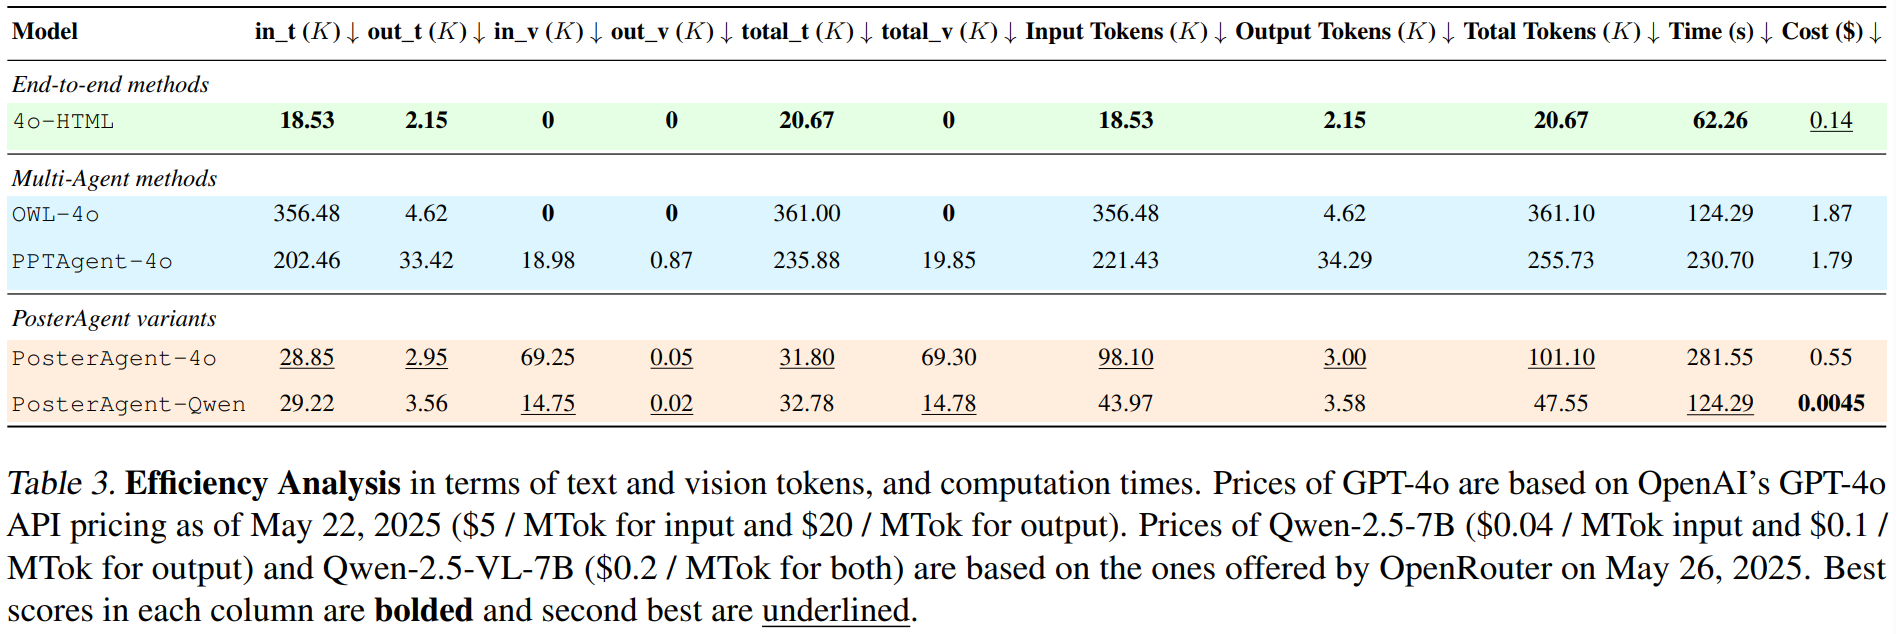 Model in_t (K) ↓ out_t (K) ↓ in_v (K) ↓ out_v (K) ↓ total_t (K) ↓ total_v (K) ↓ Input Tokens (K) ↓ Output Tokens (K) ↓ Total Tokens (K) ↓ Time (s) ↓ Cost ($) ↓
End-to-end methods
4o-HTML 18.53 2.15 0 0 20.67 0 18.53 2.15 20.67 62.26 0.14
Multi-Agent methods
OWL-4o 356.48 4.62 0 0 361.00 0 356.48 4.62 361.10 124.29 1.87
PPTAgent-4o 202.46 33.42 18.98 0.87 235.88 19.85 221.43 34.29 255.73 230.70 1.79
PosterAgent variants
PosterAgent-4o 28.85 2.95 69.25 0.05 31.80 69.30 98.10 3.00 101.10 281.55 0.55
PosterAgent-Qwen 29.22 3.56 14.75 0.02 32.78 14.78 43.97 3.58 47.55 124.29 0.0045
Table 3. Efficiency Analysis in terms of text and vision tokens, and computation times. Prices of GPT-4o are based on OpenAI's GPT-4o
API pricing as of May 22, 2025 ($5 / MTok for input and $20 / MTok for output). Prices of Qwen-2.5-7B ($0.04 / MTok input and $0.1 /
MTok for output) and Qwen-2.5-VL-7B ($0.2 / MTok for both) are based on the ones offered by OpenRouter on May 26, 2025. Best
scores in each column are bolded and second best are underlined.